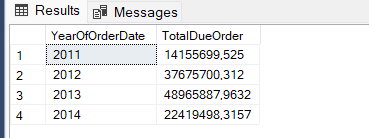 Results Messages
YearOfOrderDate TotalDueOrder
1 2011 14155699,525
2 2012 37675700,312
3 2013 48965887,9632
4 2014 22419498,3157